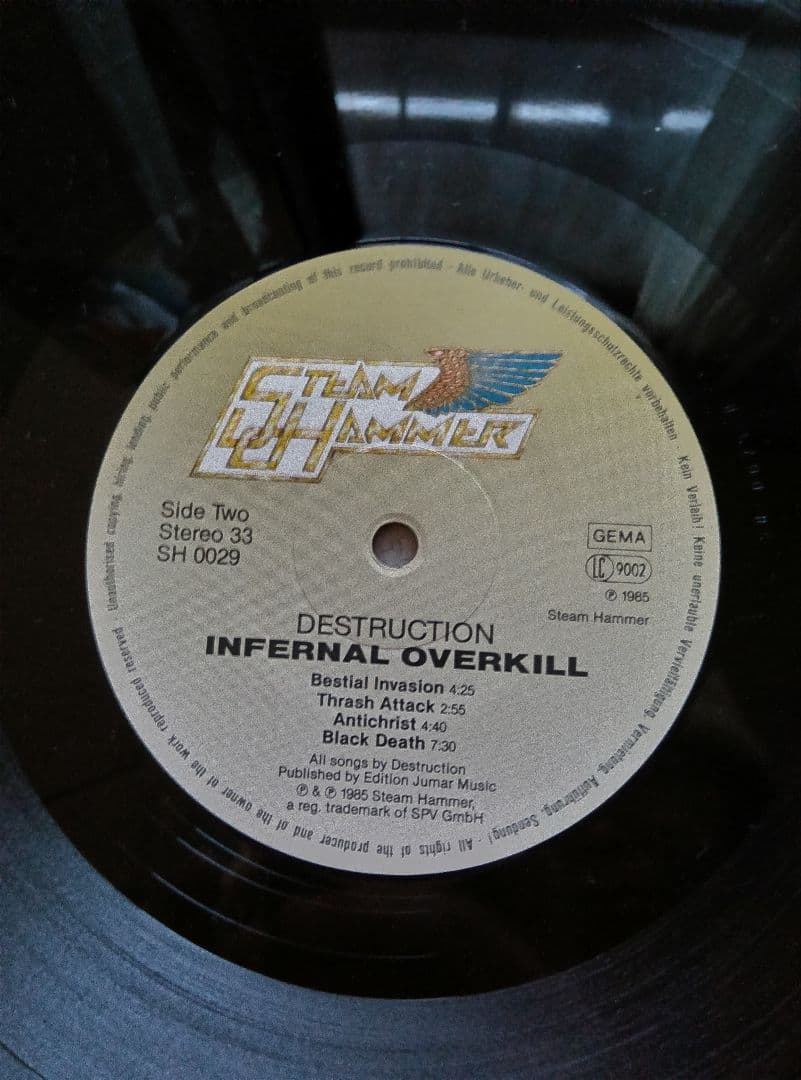 Unauthorised copying, hiring, lending, public performance and broadcasting of this record prohibited - Alle Urheber- und Leistungsschutzrechte vorbehalten - Kein Verleih! Keine unerlaubte Vervielfältigung, Vermietung, Aufführung, Sendung! - All rights of the producer and of the owner of the work reproduced reserved
STEAM
HAMMER
Side Two
Stereo 33
SH 0029
GEMA
LC 9002
℗ 1985
Steam Hammer
DESTRUCTION
INFERNAL OVERKILL
Bestial Invasion 4:25
Thrash Attack 2:55
Antichrist 4:40
Black Death 7:30
All songs by Destruction
Published by Edition Jumar Music
℗ & ℗ 1985 Steam Hammer,
a reg. trademark of SPV GmbH